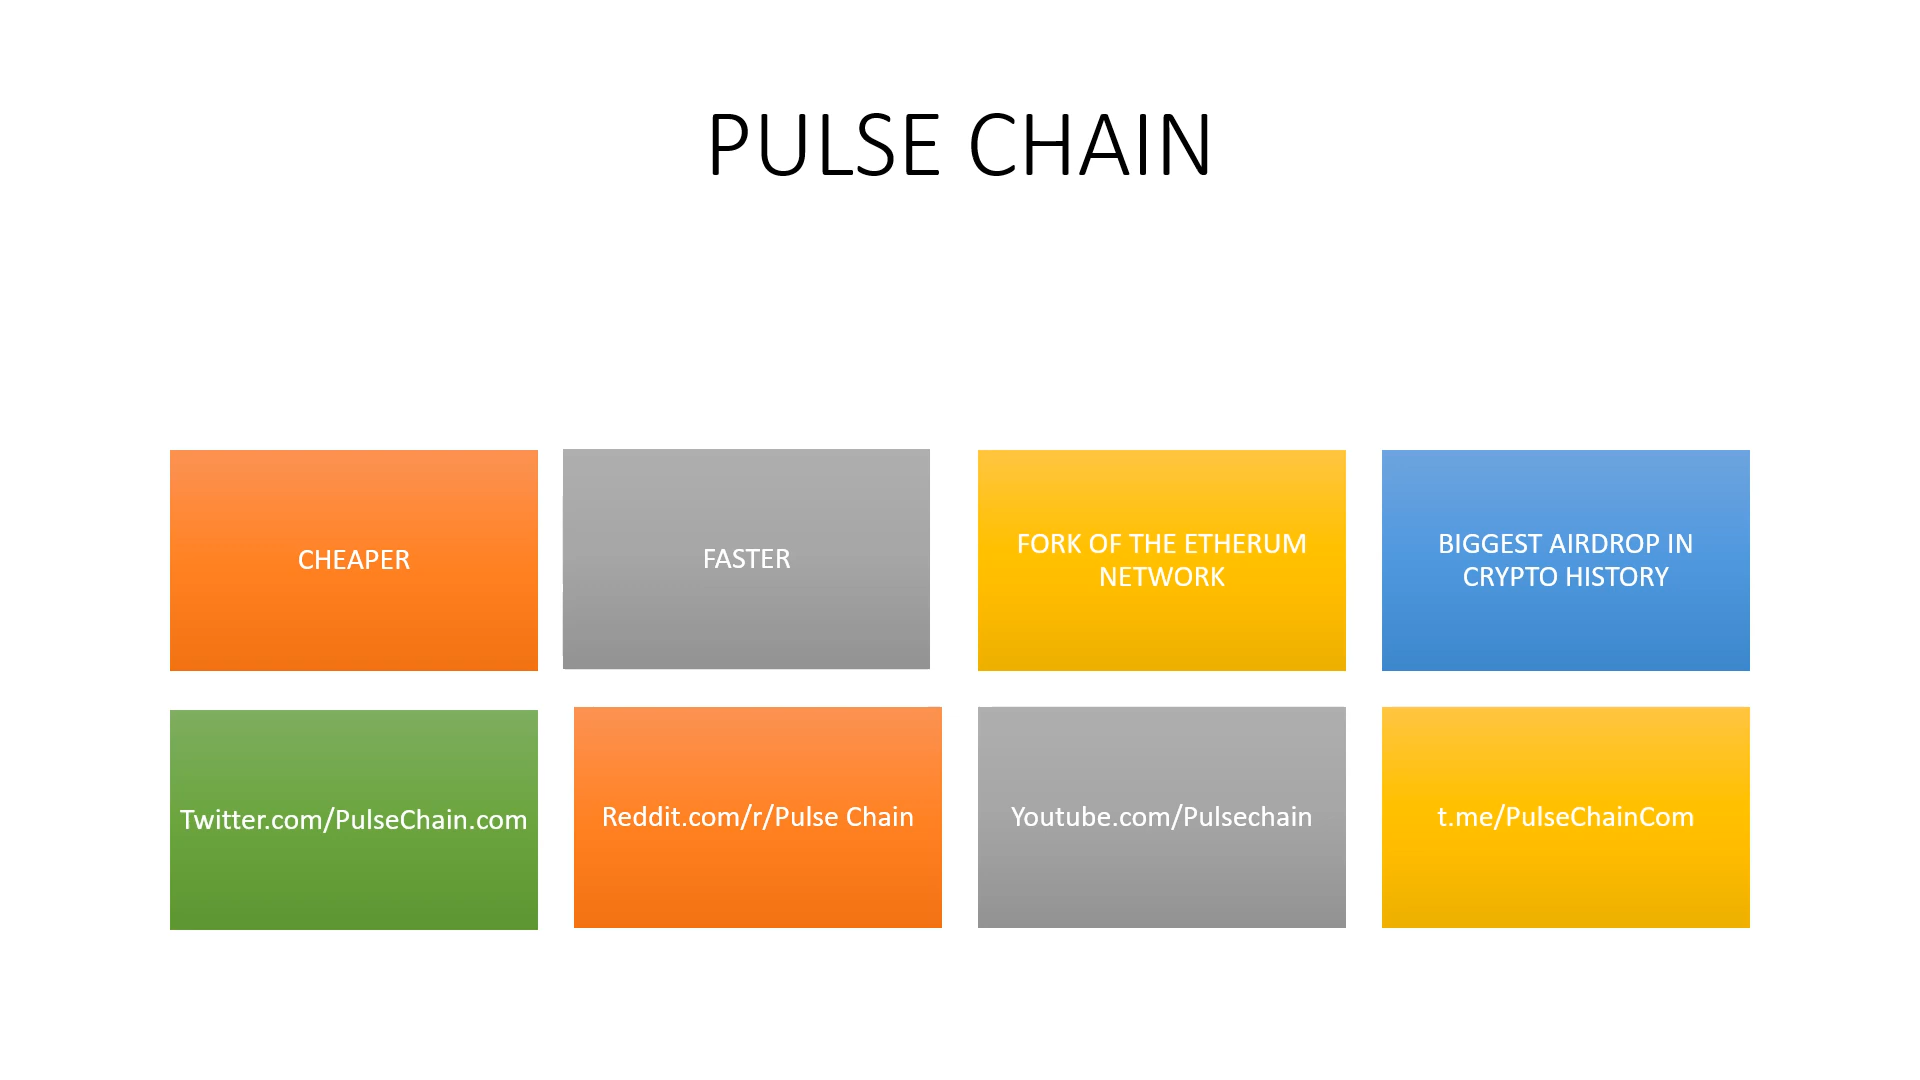 PULSE CHAIN
CHEAPER
FASTER
FORK OF THE ETHERUM
NETWORK
BIGGEST AIRDROP IN
CRYPTO HISTORY
Twitter.com/PulseChain.com
Reddit.com/r/Pulse Chain
Youtube.com/Pulsechain
t.me/PulseChainCom